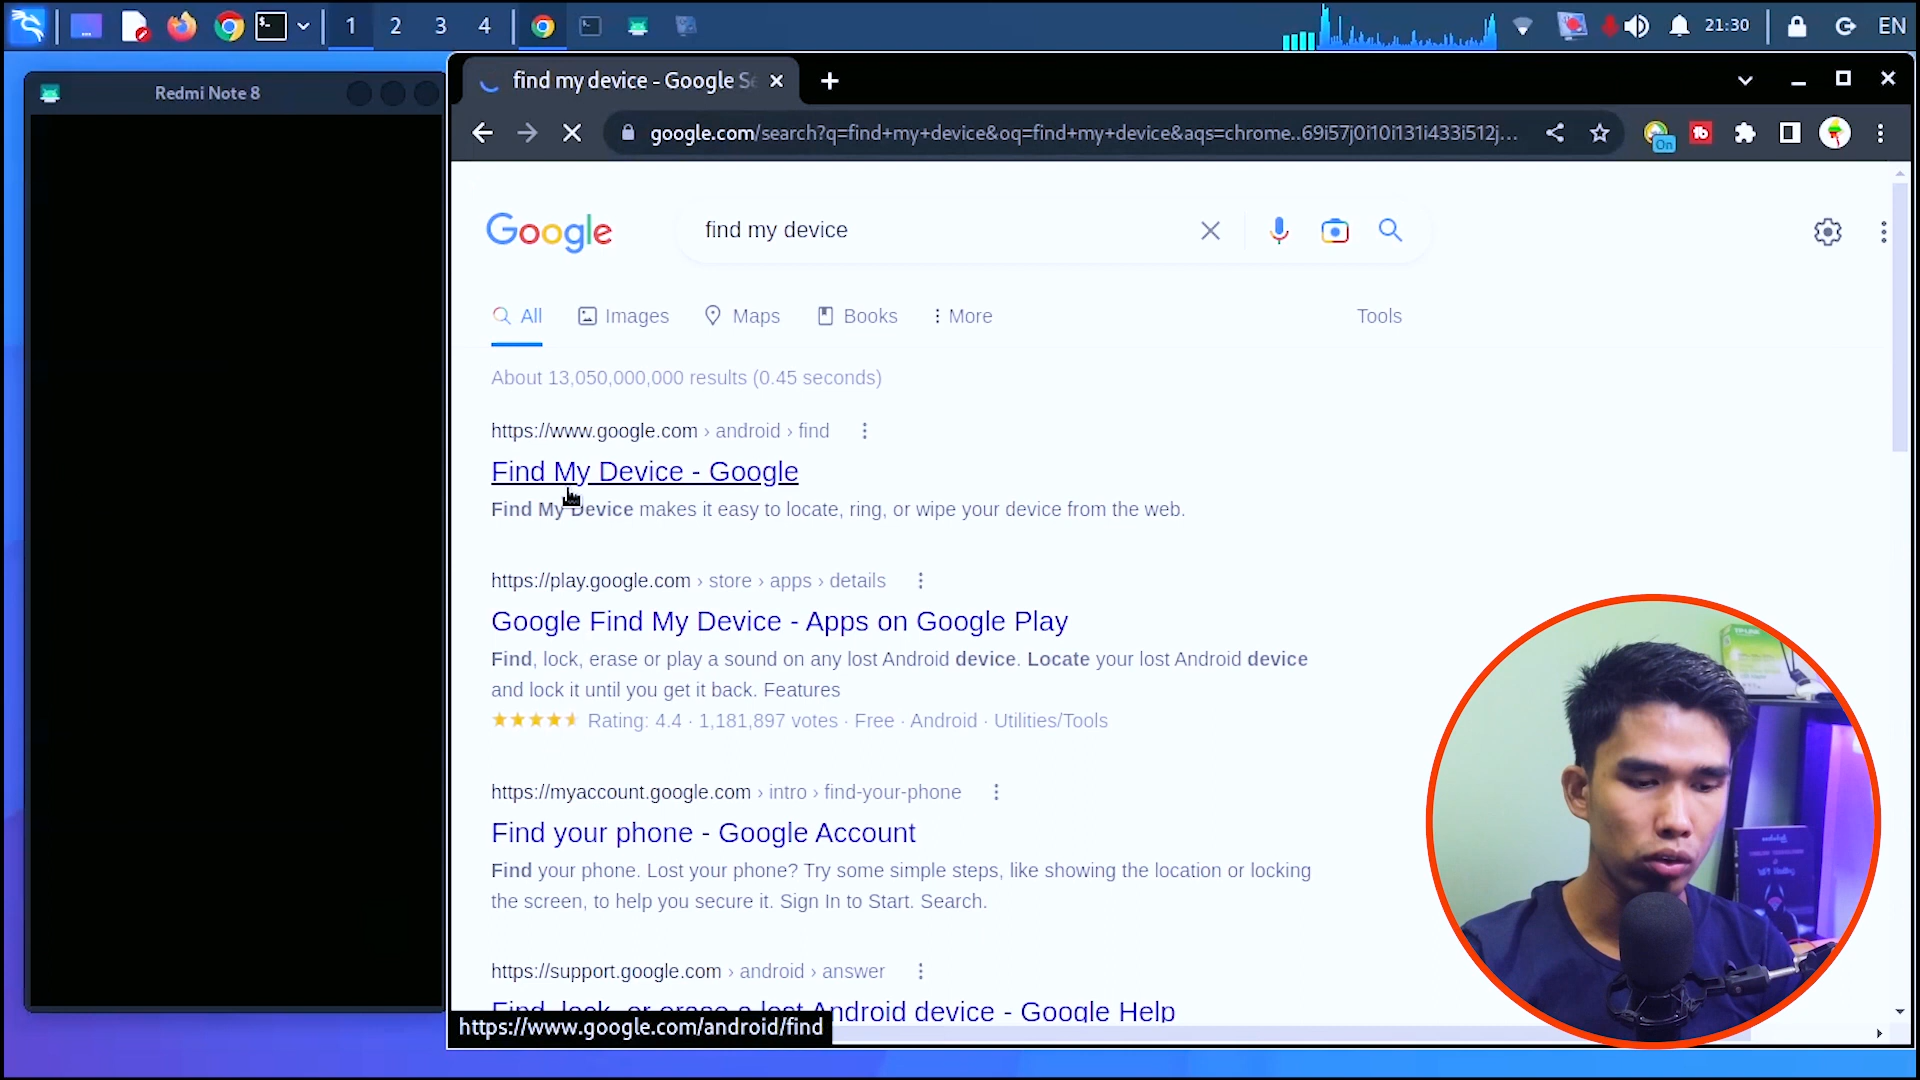 1 2 3 4
21:30
EN
Redmi Note 8
find my device - Google Se
google.com/search?q=find+my+device&oq=find+my+device&aqs=chrome..69i57j0i10i131i433i512j...
On
Google
find my device
All Images Maps Books More
Tools
About 13,050,000,000 results (0.45 seconds)
https://www.google.com › android › find
Find My Device - Google
Find My Device makes it easy to locate, ring, or wipe your device from the web.
https://play.google.com › store › apps › details
Google Find My Device - Apps on Google Play
Find, lock, erase or play a sound on any lost Android device. Locate your lost Android device
and lock it until you get it back. Features
Rating: 4.4 · 1,181,897 votes · Free · Android · Utilities/Tools
https://myaccount.google.com › intro › find-your-phone
Find your phone - Google Account
Find your phone. Lost your phone? Try some simple steps, like showing the location or locking
the screen, to help you secure it. Sign In to Start. Search.
https://support.google.com › android › answer
Find, lock, or erase a lost Android device - Google Help
https://www.google.com/android/find